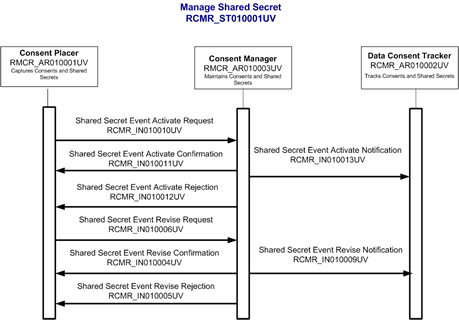 Manage Shared Secret
RCMR_ST010001UV
Consent Placer
RMCR_AR010001UV
Captures Consents and Shared
Secrets
Consent Manager
RMCR_AR010003UV
Maintains Consents and Shared
Secrets
Data Consent Tracker
RCMR_AR010002UV
Tracks Consents and Shared Secrets
Shared Secret Event Activate Request
RCMR_IN010010UV
Shared Secret Event Activate Confirmation
RCMR_IN010011UV
Shared Secret Event Activate Notification
RCMR_IN010013UV
Shared Secret Event Activate Rejection
RCMR_IN010012UV
Shared Secret Event Revise Request
RCMR_IN010006UV
Shared Secret Event Revise Confirmation
RCMR_IN010004UV
Shared Secret Event Revise Notification
RCMR_IN010009UV
Shared Secret Event Revise Rejection
RCMR_IN010005UV